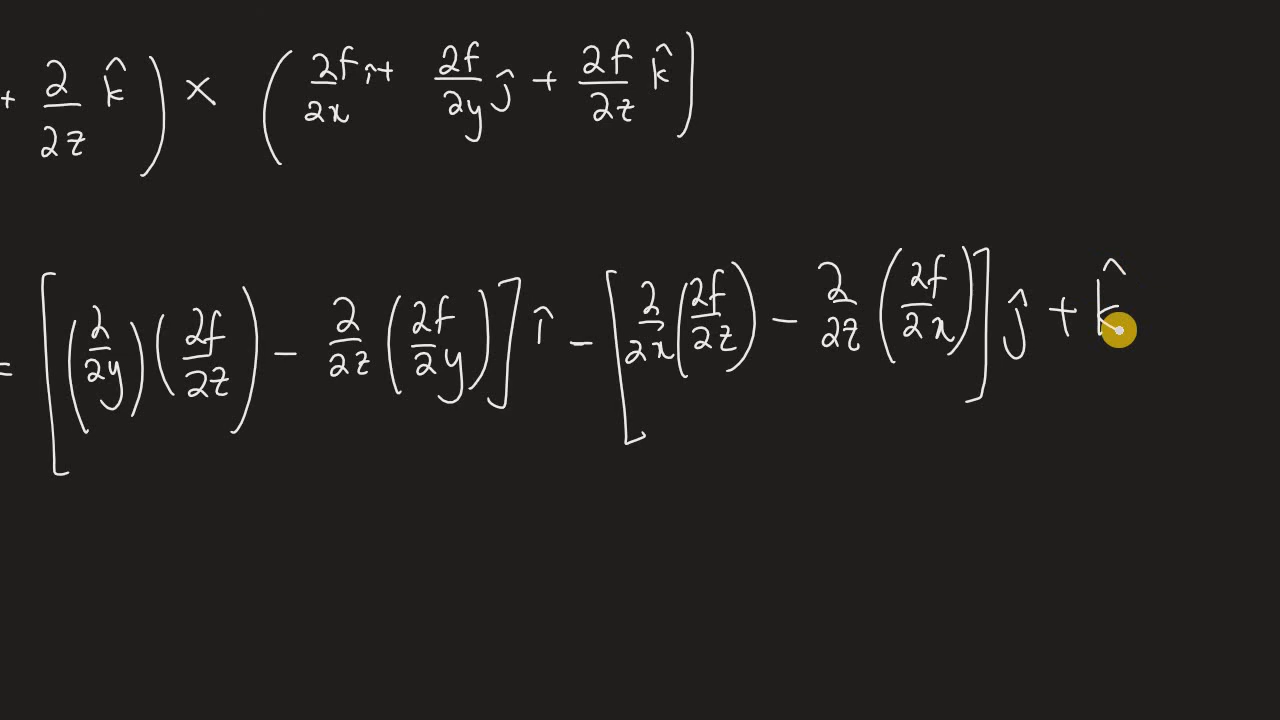 + ∂/∂z k̂ ) × ( ∂f/∂x î + ∂f/∂y ĵ + ∂f/∂z k̂ )
= [ (∂/∂y) (∂f/∂z) − ∂/∂z (∂f/∂y) ] î − [ ∂/∂x (∂f/∂z) − ∂/∂z (∂f/∂x) ] ĵ + k̂